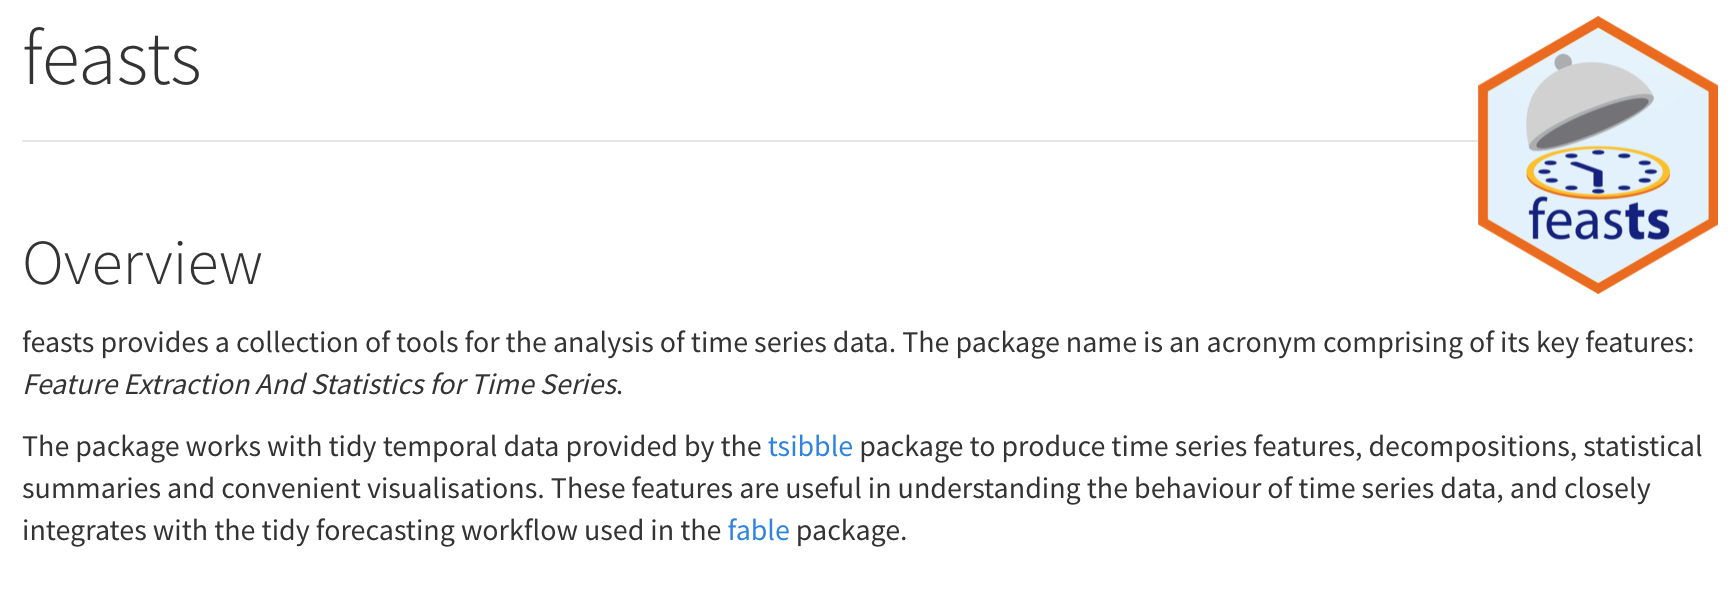 feasts
feasts
Overview
feasts provides a collection of tools for the analysis of time series data. The package name is an acronym comprising of its key features:
Feature Extraction And Statistics for Time Series.
The package works with tidy temporal data provided by the tsibble package to produce time series features, decompositions, statistical
summaries and convenient visualisations. These features are useful in understanding the behaviour of time series data, and closely
integrates with the tidy forecasting workflow used in the fable package.